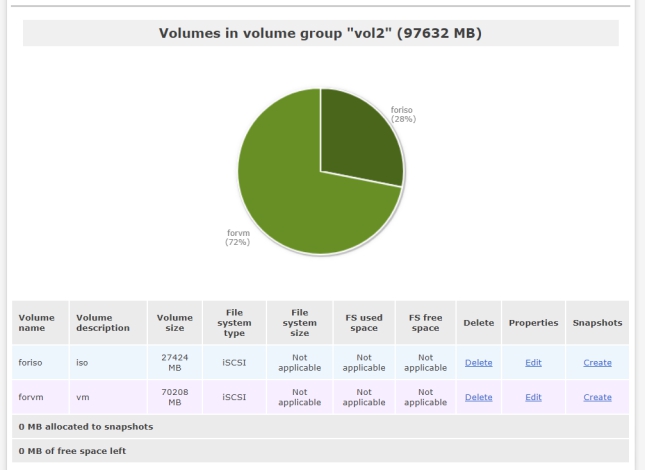 Volumes in volume group "vol2" (97632 MB)
foriso
(28%)
forvm
(72%)
Volume name Volume description Volume size File system type File system size FS used space FS free space Delete Properties Snapshots
foriso iso 27424 MB iSCSI Not applicable Not applicable Not applicable Delete Edit Create
forvm vm 70208 MB iSCSI Not applicable Not applicable Not applicable Delete Edit Create
0 MB allocated to snapshots
0 MB of free space left